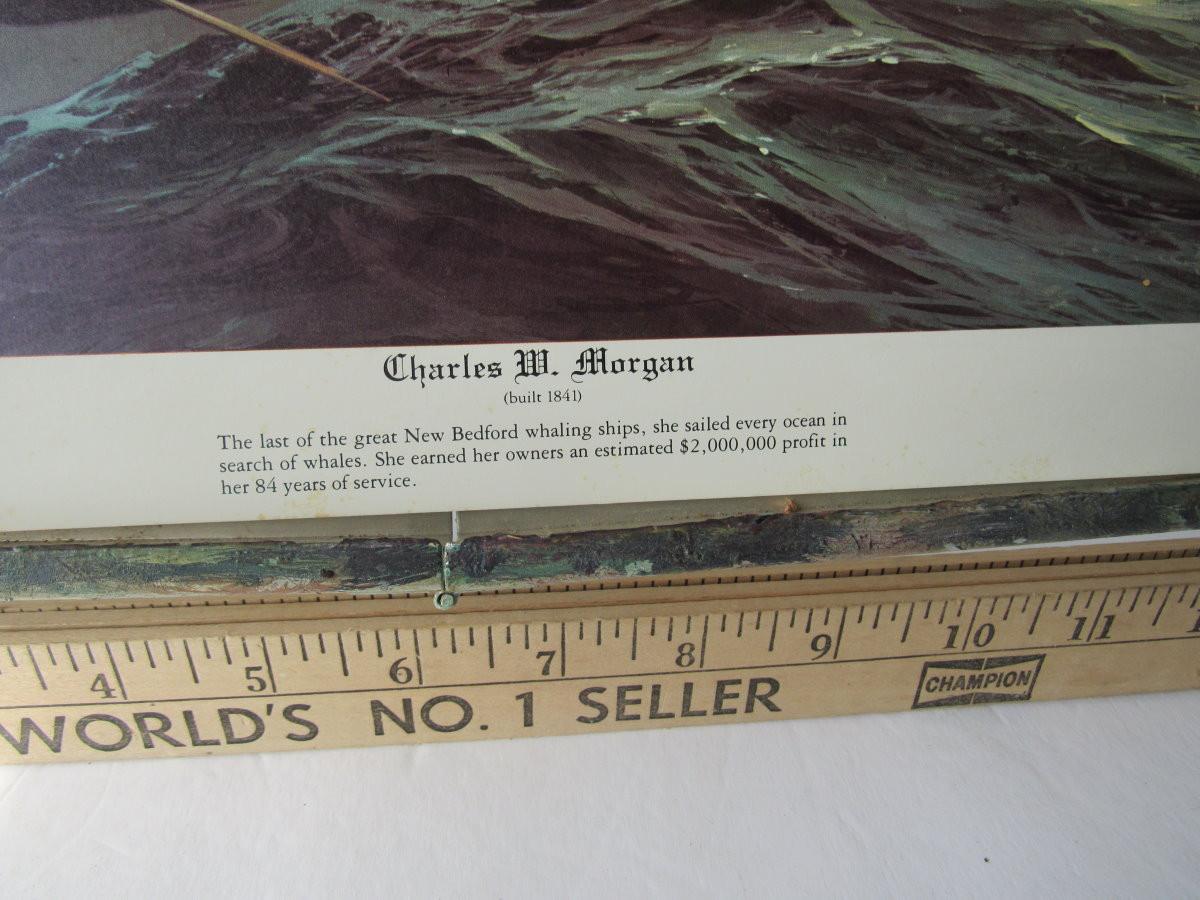 Charles W. Morgan
(built 1841)
The last of the great New Bedford whaling ships, she sailed every ocean in
search of whales. She earned her owners an estimated $2,000,000 profit in
her 84 years of service.
4 5 6 7 8 9 10 11
WORLD'S NO. 1 SELLER CHAMPION